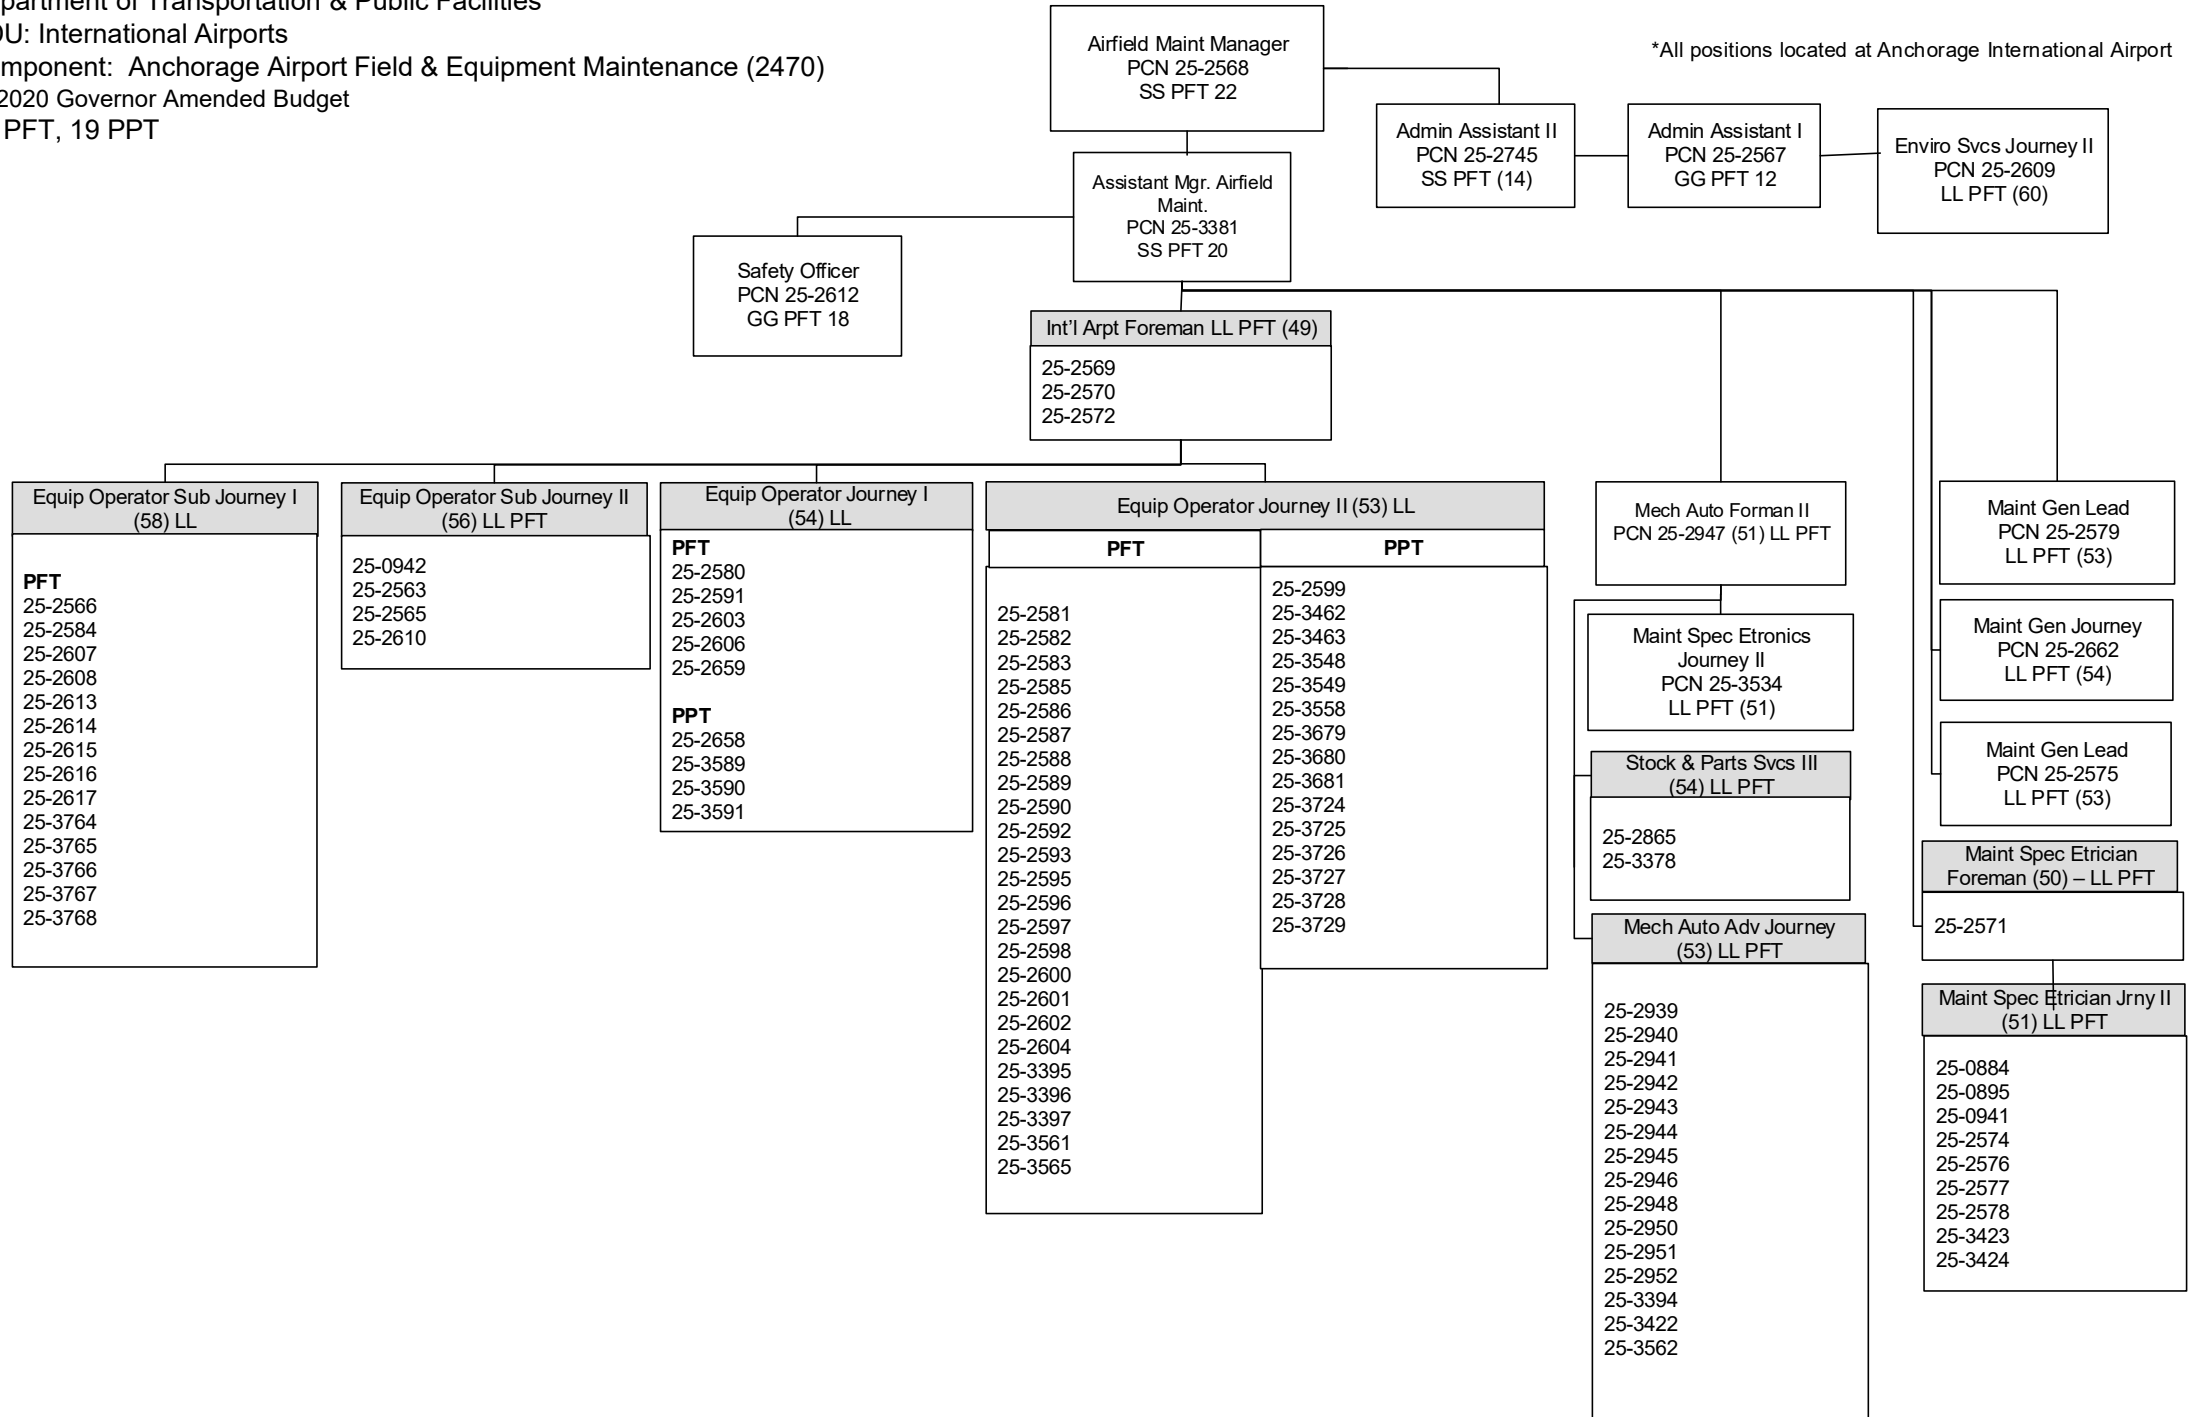 partment of Transportation & Public Facilities
DU: International Airports
mponent: Anchorage Airport Field & Equipment Maintenance (2470)
2020 Governor Amended Budget
PFT, 19 PPT
*All positions located at Anchorage International Airport
Airfield Maint Manager
PCN 25-2568
SS PFT 22
Admin Assistant II
PCN 25-2745
SS PFT (14)
Admin Assistant I
PCN 25-2567
GG PFT 12
Enviro Svcs Journey II
PCN 25-2609
LL PFT (60)
Assistant Mgr. Airfield
Maint.
PCN 25-3381
SS PFT 20
Safety Officer
PCN 25-2612
GG PFT 18
Int'l Arpt Foreman LL PFT (49)
25-2569
25-2570
25-2572
Equip Operator Sub Journey I
(58) LL
PFT
25-2566
25-2584
25-2607
25-2608
25-2613
25-2614
25-2615
25-2616
25-2617
25-3764
25-3765
25-3766
25-3767
25-3768
Equip Operator Sub Journey II
(56) LL PFT
25-0942
25-2563
25-2565
25-2610
Equip Operator Journey I
(54) LL
PFT
25-2580
25-2591
25-2603
25-2606
25-2659
PPT
25-2658
25-3589
25-3590
25-3591
Equip Operator Journey II (53) LL
PFT
25-2581
25-2582
25-2583
25-2585
25-2586
25-2587
25-2588
25-2589
25-2590
25-2592
25-2593
25-2595
25-2596
25-2597
25-2598
25-2600
25-2601
25-2602
25-2604
25-3395
25-3396
25-3397
25-3561
25-3565
PPT
25-2599
25-3462
25-3463
25-3548
25-3549
25-3558
25-3679
25-3680
25-3681
25-3724
25-3725
25-3726
25-3727
25-3728
25-3729
Mech Auto Forman II
PCN 25-2947 (51) LL PFT
Maint Spec Etronics
Journey II
PCN 25-3534
LL PFT (51)
Stock & Parts Svcs III
(54) LL PFT
25-2865
25-3378
Mech Auto Adv Journey
(53) LL PFT
25-2939
25-2940
25-2941
25-2942
25-2943
25-2944
25-2945
25-2946
25-2948
25-2950
25-2951
25-2952
25-3394
25-3422
25-3562
Maint Gen Lead
PCN 25-2579
LL PFT (53)
Maint Gen Journey
PCN 25-2662
LL PFT (54)
Maint Gen Lead
PCN 25-2575
LL PFT (53)
Maint Spec Etrician
Foreman (50) – LL PFT
25-2571
Maint Spec Etrician Jrny II
(51) LL PFT
25-0884
25-0895
25-0941
25-2574
25-2576
25-2577
25-2578
25-3423
25-3424